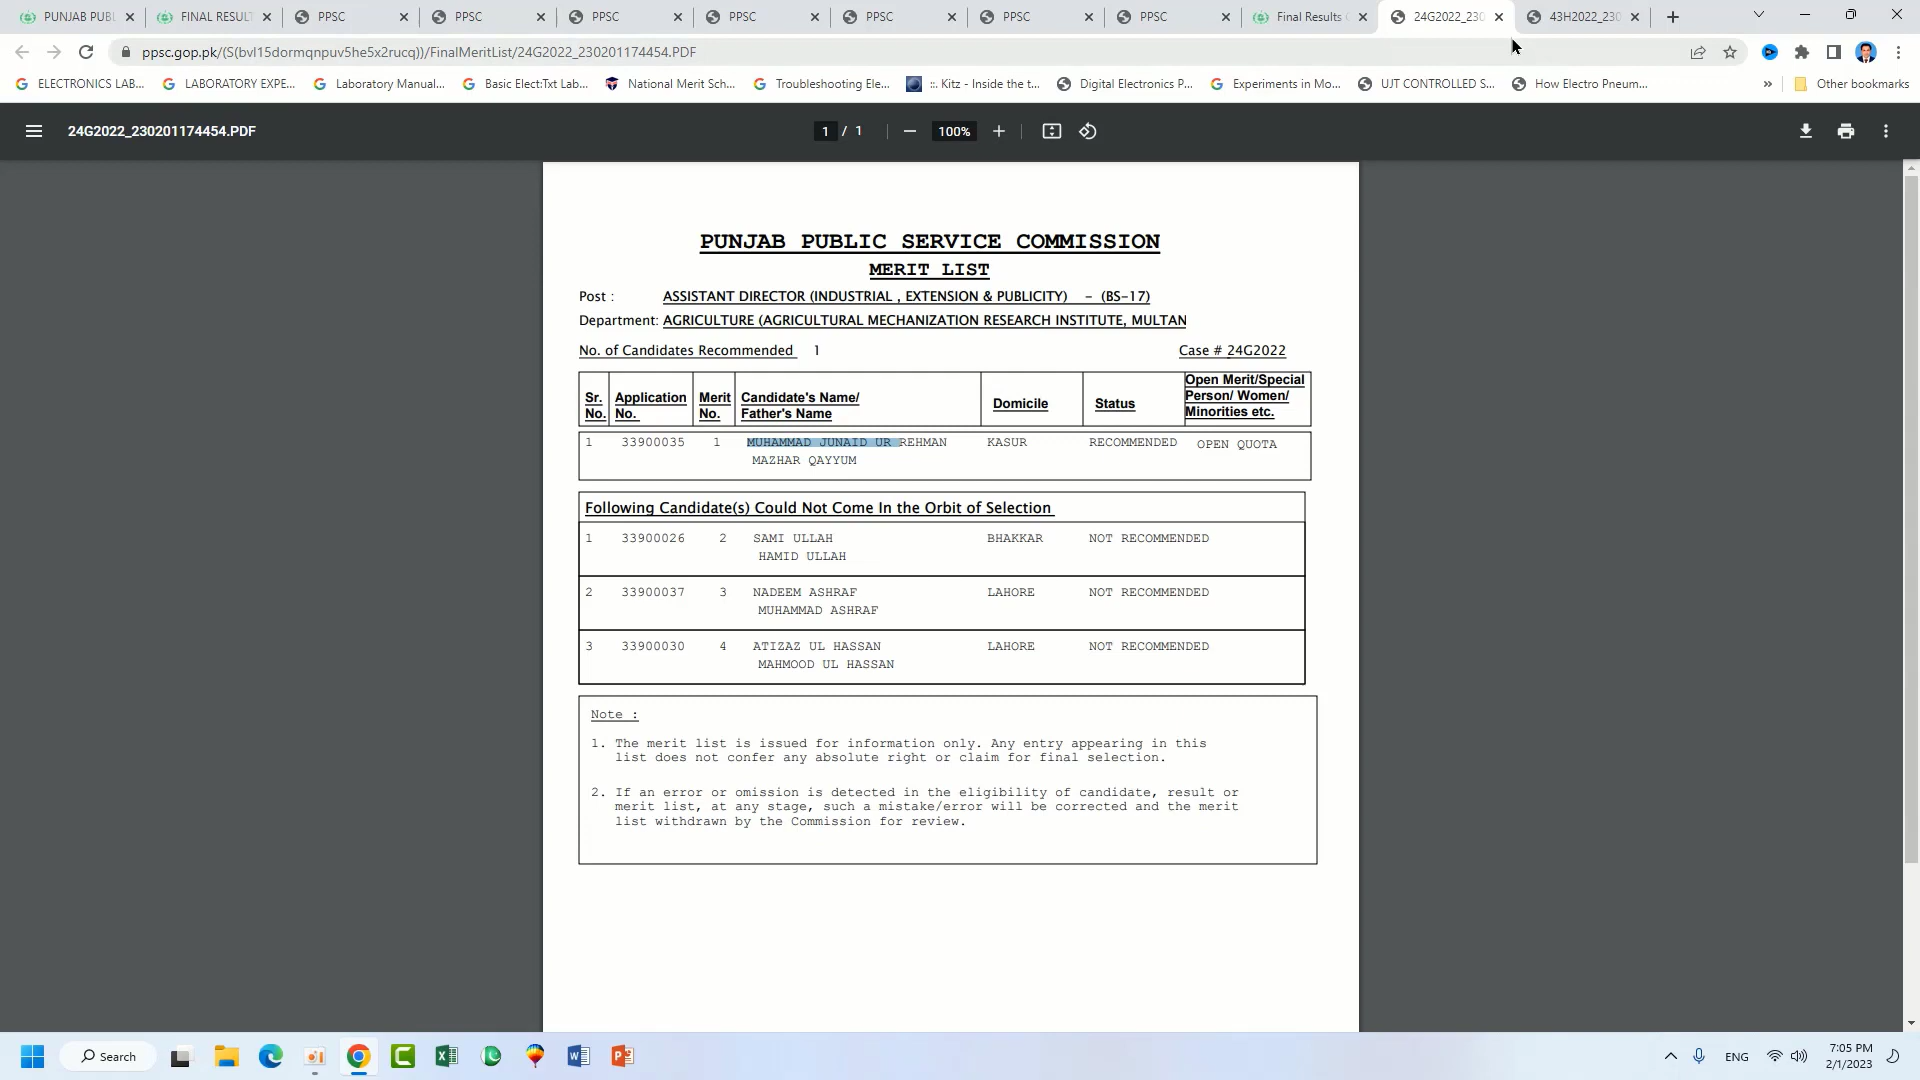 PUNJAB PUBL
FINAL RESULT
PPSC
PPSC
PPSC
PPSC
PPSC
PPSC
PPSC
Final Results
24G2022_230
43H2022_230
ppsc.gop.pk/(S(bvl15dormqnpuv5he5x2rucq))/FinalMeritList/24G2022_230201174454.PDF
ELECTRONICS LAB...
LABORATORY EXPE...
Laboratory Manual...
Basic Elect:Txt Lab...
National Merit Sch...
Troubleshooting Ele...
::. Kitz - Inside the t...
Digital Electronics P...
Experiments in Mo...
UJT CONTROLLED S...
How Electro Pneum...
»
Other bookmarks
24G2022_230201174454.PDF
1 / 1
100%
PUNJAB PUBLIC SERVICE COMMISSION
MERIT LIST
Post : ASSISTANT DIRECTOR (INDUSTRIAL , EXTENSION & PUBLICITY) - (BS-17)
Department: AGRICULTURE (AGRICULTURAL MECHANIZATION RESEARCH INSTITUTE, MULTAN
No. of Candidates Recommended 1 Case # 24G2022
Sr. No. Application No. Merit No. Candidate's Name/ Father's Name Domicile Status Open Merit/Special Person/ Women/ Minorities etc.
1 33900035 1 MUHAMMAD JUNAID UR REHMAN KASUR RECOMMENDED OPEN QUOTA
MAZHAR QAYYUM
Following Candidate(s) Could Not Come In the Orbit of Selection
1 33900026 2 SAMI ULLAH BHAKKAR NOT RECOMMENDED
HAMID ULLAH
2 33900037 3 NADEEM ASHRAF LAHORE NOT RECOMMENDED
MUHAMMAD ASHRAF
3 33900030 4 ATIZAZ UL HASSAN LAHORE NOT RECOMMENDED
MAHMOOD UL HASSAN
Note :
1. The merit list is issued for information only. Any entry appearing in this
list does not confer any absolute right or claim for final selection.
2. If an error or omission is detected in the eligibility of candidate, result or
merit list, at any stage, such a mistake/error will be corrected and the merit
list withdrawn by the Commission for review.
Search
ENG
7:05 PM
2/1/2023